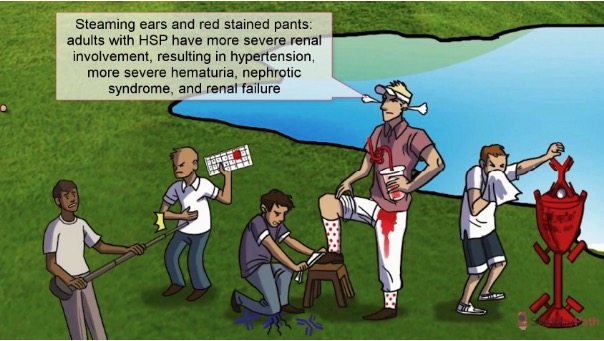 Steaming ears and red stained pants:
adults with HSP have more severe renal
involvement, resulting in hypertension,
more severe hematuria, nephrotic
syndrome, and renal failure